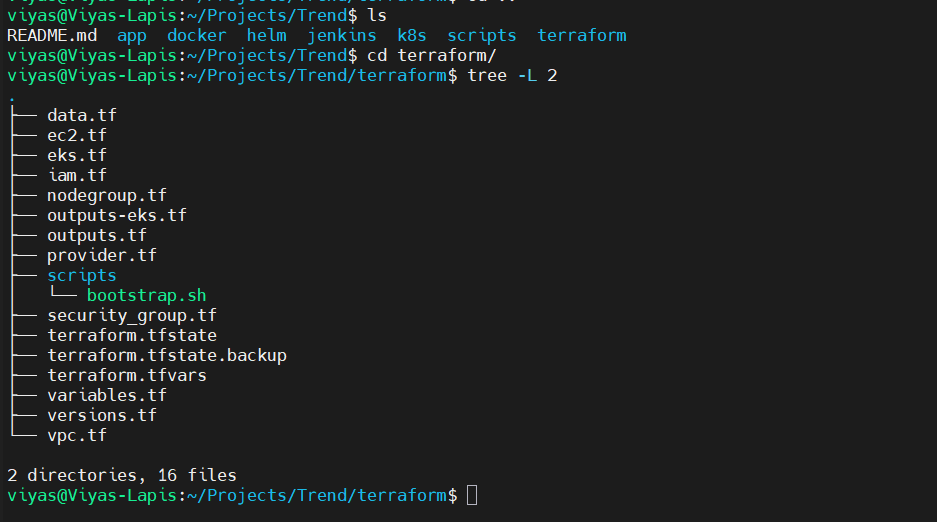 viyas@Viyas-Lapis:~/Projects/Trend$ ls
README.md  app  docker  helm  jenkins  k8s  scripts  terraform
viyas@Viyas-Lapis:~/Projects/Trend$ cd terraform/
viyas@Viyas-Lapis:~/Projects/Trend/terraform$ tree -L 2
.
├── data.tf
├── ec2.tf
├── eks.tf
├── iam.tf
├── nodegroup.tf
├── outputs-eks.tf
├── outputs.tf
├── provider.tf
├── scripts
│   └── bootstrap.sh
├── security_group.tf
├── terraform.tfstate
├── terraform.tfstate.backup
├── terraform.tfvars
├── variables.tf
├── versions.tf
└── vpc.tf
2 directories, 16 files
viyas@Viyas-Lapis:~/Projects/Trend/terraform$